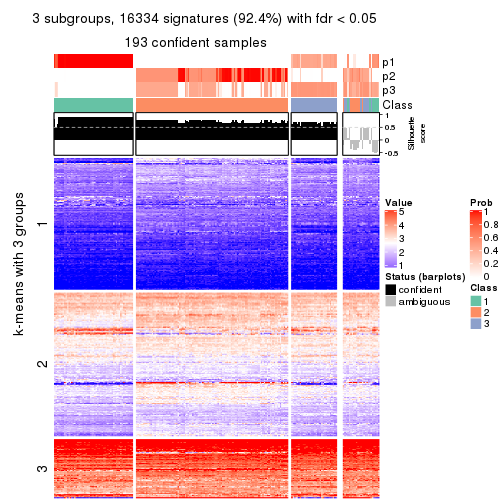 3 subgroups, 16334 signatures (92.4%) with fdr < 0.05
193 confident samples
p1
p2
p3
Class
1
0.5
0
-0.5
Silhouette
score
k-means with 3 groups
1
2
3
Value
5
4
3
2
1
Status (barplots)
confident
ambiguous
Prob
1
0.8
0.6
0.4
0.2
0
Class
1
2
3